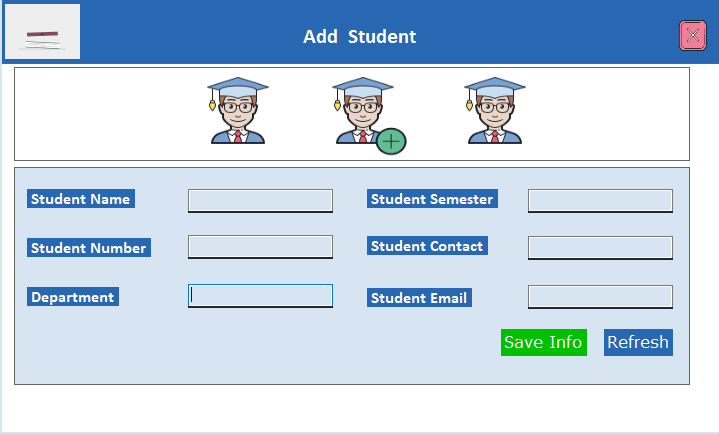 Add Student
Student Name
Student Semester
Student Number
Student Contact
Department
Student Email
Save Info
Refresh